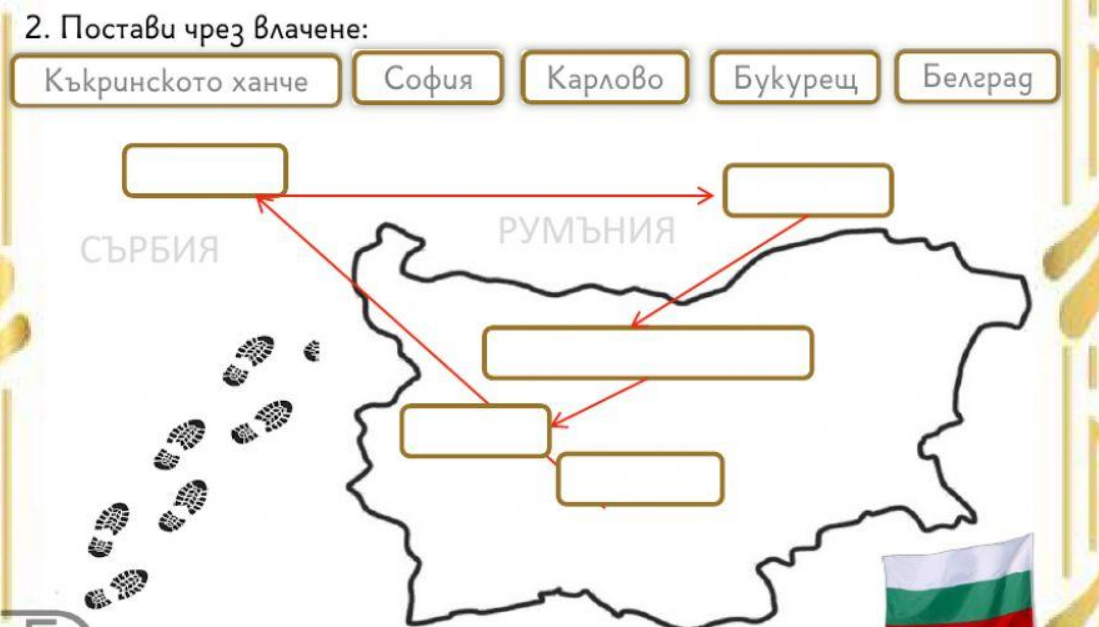 2. Постави чрез влачене:
Къкринското ханче София Карлово Букурещ Белград
РУМЪНИЯ
СЪРБИЯ